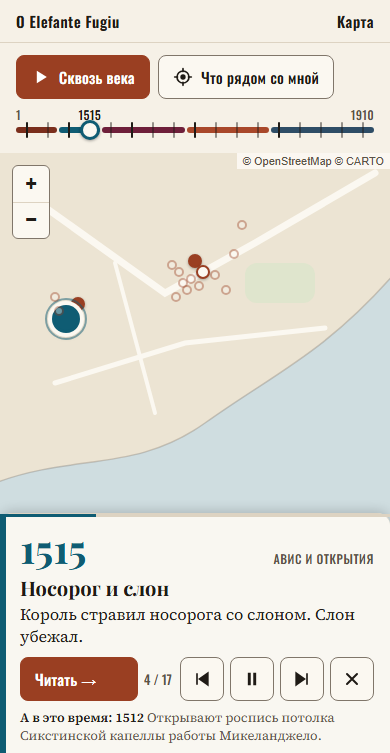 O Elefante Fugiu
Карта
Сквозь века
Что рядом со мной
1
1515
1910
+
© OpenStreetMap © CARTO
−
1515
АВИС И ОТКРЫТИЯ
Носорог и слон
Король стравил носорога со слоном. Слон
убежал.
Читать →
4 / 17
А в это время: 1512 Открывают роспись потолка
Сикстинской капеллы работы Микеланджело.